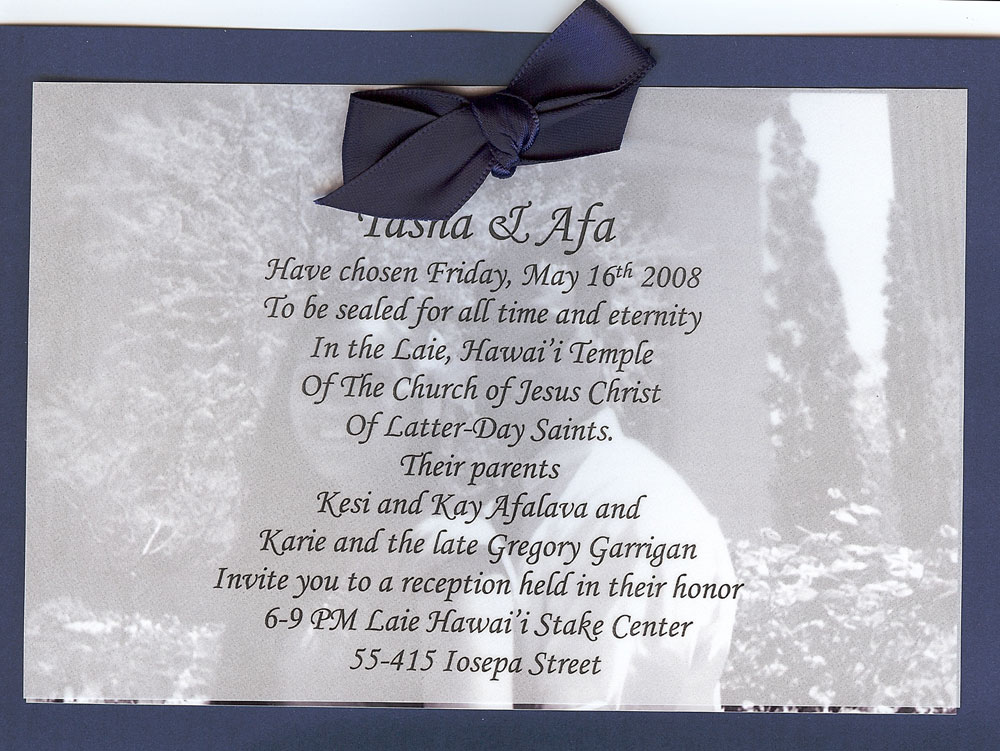 Tasha & Afa
Have chosen Friday, May 16th 2008
To be sealed for all time and eternity
In the Laie, Hawai'i Temple
Of The Church of Jesus Christ
Of Latter-Day Saints.
Their parents
Kesi and Kay Afalava and
Karie and the late Gregory Garrigan
Invite you to a reception held in their honor
6-9 PM Laie Hawai'i Stake Center
55-415 Iosepa Street